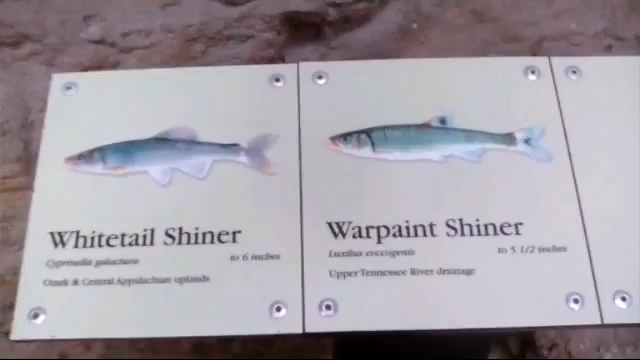 Whitetail Shiner
Cyprinella galactura
to 6 inches
Ozark & Central Appalachian uplands
Warpaint Shiner
Luxilus coccogenis
to 5 1/2 inches
Upper Tennessee River drainage